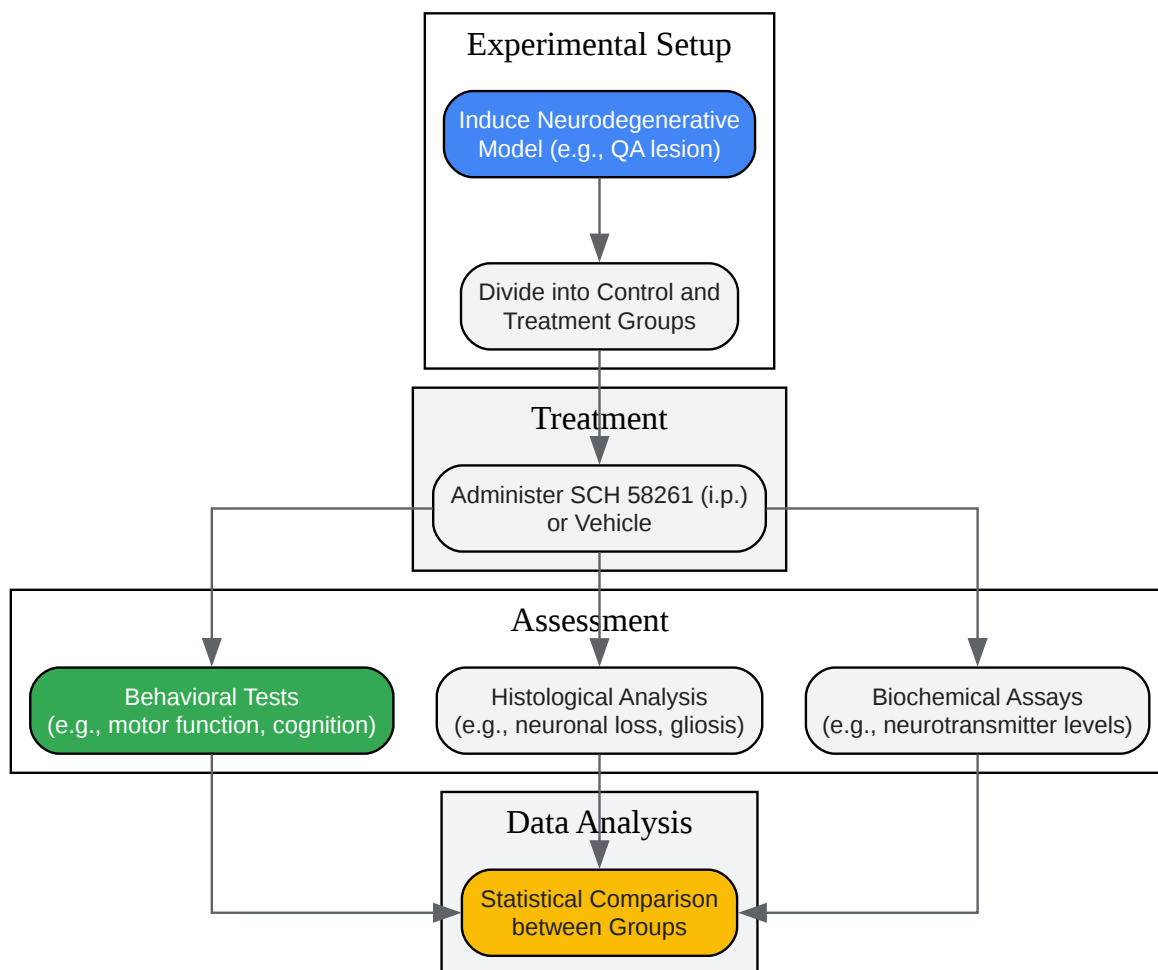 Experimental Setup
Induce Neurodegenerative
Model (e.g., QA lesion)
Divide into Control and
Treatment Groups
Treatment
Administer SCH 58261 (i.p.)
or Vehicle
Assessment
Behavioral Tests
(e.g., motor function, cognition)
Histological Analysis
(e.g., neuronal loss, gliosis)
Biochemical Assays
(e.g., neurotransmitter levels)
Data Analysis
Statistical Comparison
between Groups